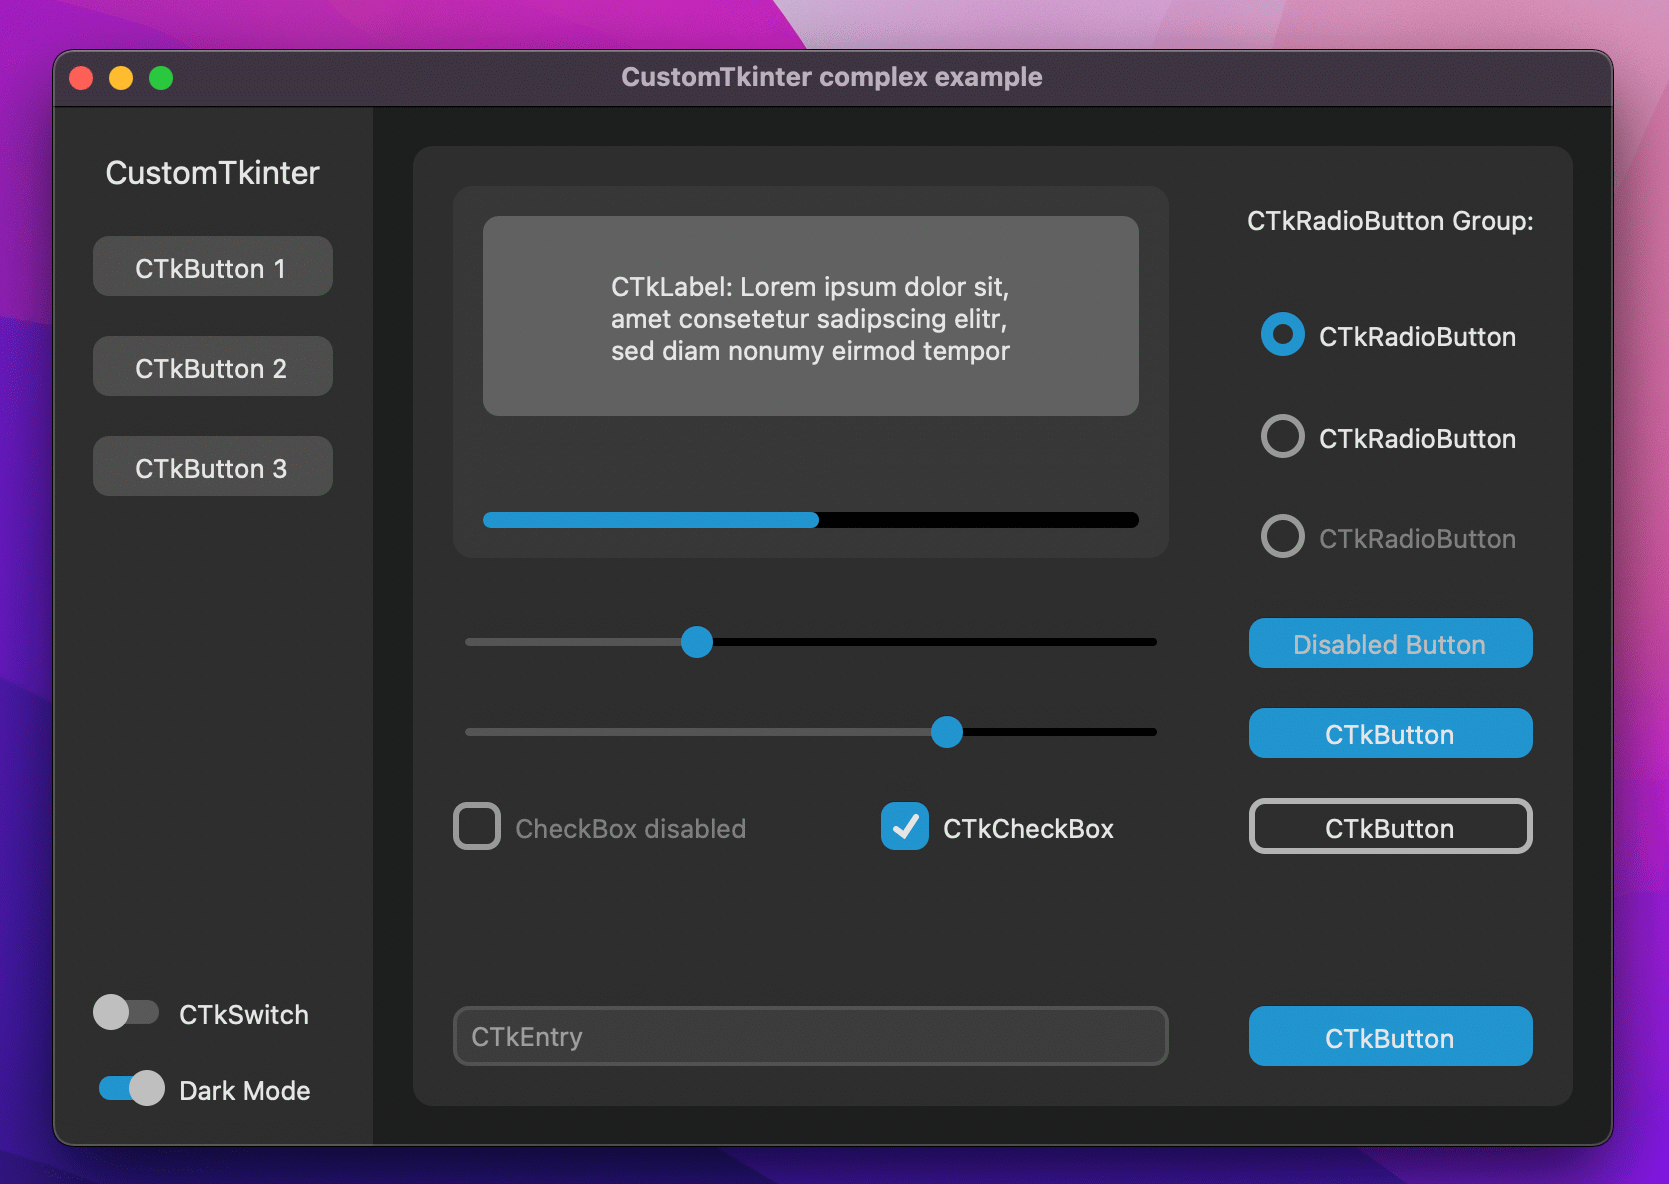 CustomTkinter complex example
CustomTkinter
CTkButton 1
CTkButton 2
CTkButton 3
CTkSwitch
Dark Mode
CTkLabel: Lorem ipsum dolor sit,
amet consetetur sadipscing elitr,
sed diam nonumy eirmod tempor
CTkRadioButton Group:
CTkRadioButton
CTkRadioButton
CTkRadioButton
Disabled Button
CTkButton
CheckBox disabled
CTkCheckBox
CTkButton
CTkEntry
CTkButton